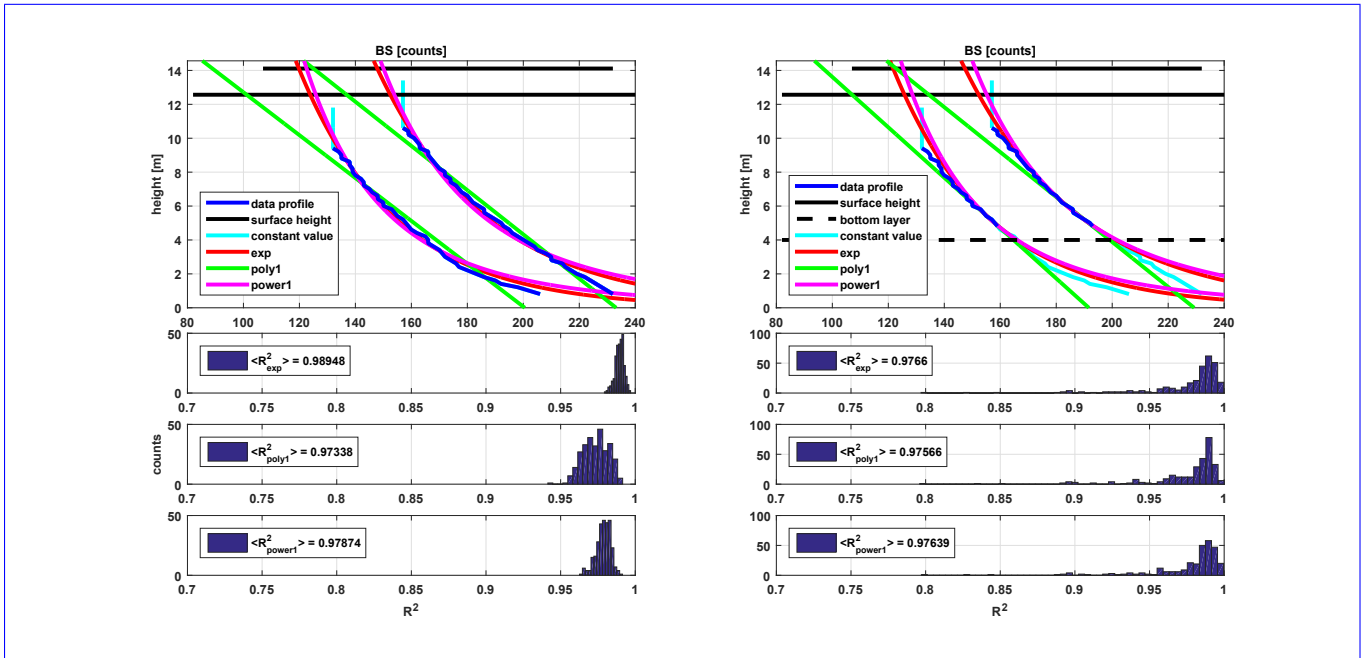 BS [counts]
14
12
10
8
6
4
2
0
height [m]
data profile
surface height
constant value
exp
poly1
power1
80 100 120 140 160 180 200 220 240
50
0
<R²exp> = 0.98948
0.7 0.75 0.8 0.85 0.9 0.95 1
50
0
counts
<R²poly1> = 0.97338
0.7 0.75 0.8 0.85 0.9 0.95 1
50
0
<R²power1> = 0.97874
0.7 0.75 0.8 0.85 0.9 0.95 1
R²
BS [counts]
14
12
10
8
6
4
2
0
height [m]
data profile
surface height
bottom layer
constant value
exp
poly1
power1
80 100 120 140 160 180 200 220 240
100
50
0
<R²exp> = 0.9766
0.7 0.75 0.8 0.85 0.9 0.95 1
100
50
0
<R²poly1> = 0.97566
0.7 0.75 0.8 0.85 0.9 0.95 1
100
50
0
<R²power1> = 0.97639
0.7 0.75 0.8 0.85 0.9 0.95 1
R²